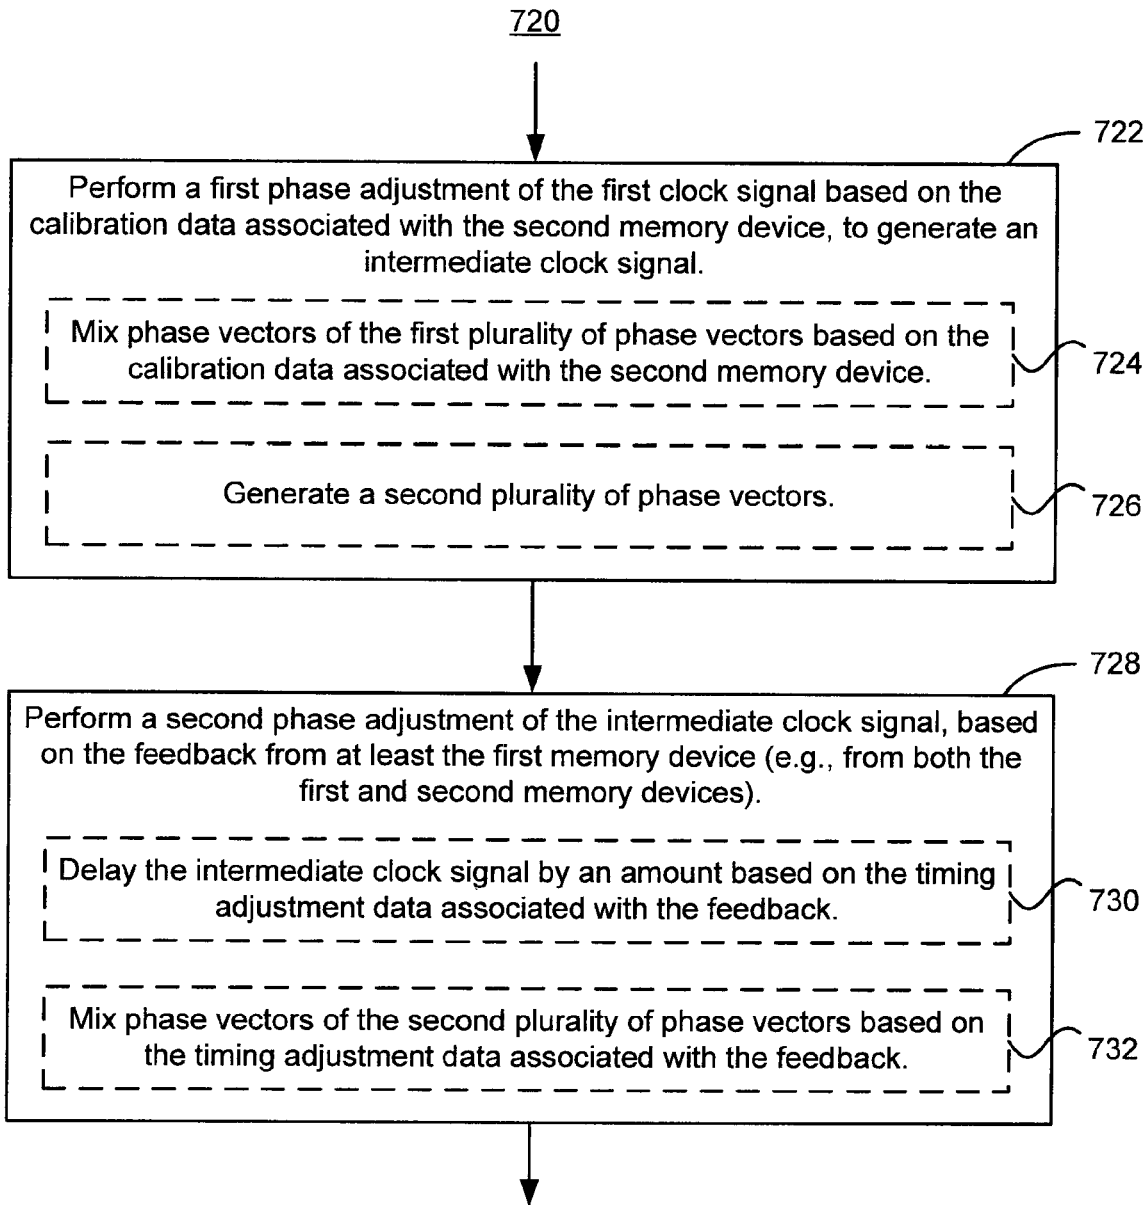 720
722
Perform a first phase adjustment of the first clock signal based on the
calibration data associated with the second memory device, to generate an
intermediate clock signal.
Mix phase vectors of the first plurality of phase vectors based on the
calibration data associated with the second memory device.
724
Generate a second plurality of phase vectors.
726
728
Perform a second phase adjustment of the intermediate clock signal, based
on the feedback from at least the first memory device (e.g., from both the
first and second memory devices).
Delay the intermediate clock signal by an amount based on the timing
adjustment data associated with the feedback.
730
Mix phase vectors of the second plurality of phase vectors based on
the timing adjustment data associated with the feedback.
732